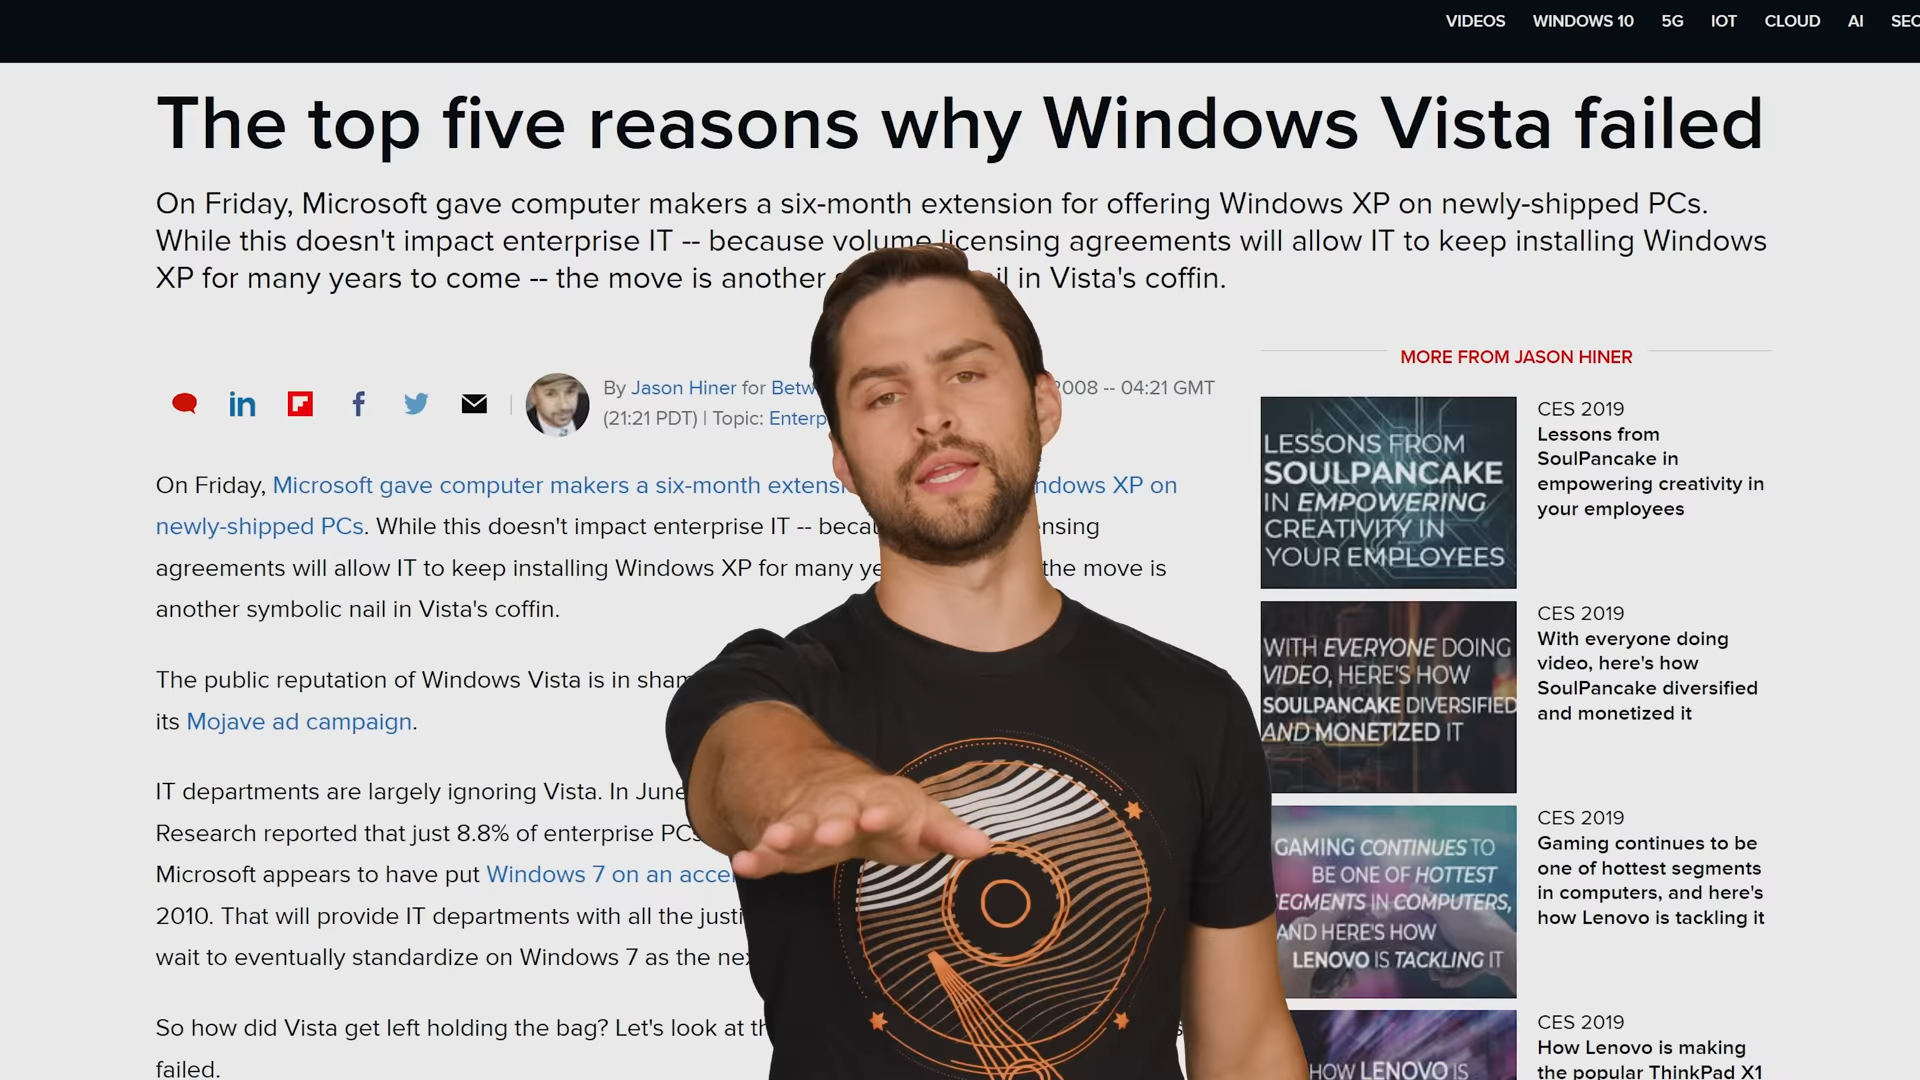 VIDEOS WINDOWS 10 5G IOT CLOUD AI
The top five reasons why Windows Vista failed
On Friday, Microsoft gave computer makers a six-month extension for offering Windows XP on newly-shipped PCs.
While this doesn't impact enterprise IT -- because volume licensing agreements will allow IT to keep installing Windows
XP for many years to come -- the move is another in Vista's coffin.
By Jason Hiner for 2008 -- 04:21 GMT
(21:21 PDT) | Topic:
On Friday, Microsoft gave computer makers a six-month XP on
newly-shipped PCs. While this doesn't impact enterprise IT --
agreements will allow IT to keep installing Windows XP for many the move is
another symbolic nail in Vista's coffin.
The public reputation of Windows Vista is in
its Mojave ad campaign.
IT departments are largely ignoring Vista. In June
Research reported that just 8.8% of enterprise PCs
Microsoft appears to have put Windows 7 on an
2010. That will provide IT departments with all the
wait to eventually standardize on Windows 7 as the
So how did Vista get left holding the bag? Let's look at
failed.
MORE FROM JASON HINER
LESSONS FROM
SOULPANCAKE
IN EMPOWERING
CREATIVITY IN
YOUR EMPLOYEES
CES 2019
Lessons from
SoulPancake in
empowering creativity in
your employees
WITH EVERYONE DOING
VIDEO, HERE'S HOW
SOULPANCAKE DIVERSIFIED
AND MONETIZED IT
CES 2019
With everyone doing
video, here's how
SoulPancake diversified
and monetized it
GAMING CONTINUES TO
BE ONE OF HOTTEST
SEGMENTS IN COMPUTERS,
AND HERE'S HOW
LENOVO IS TACKLING IT
CES 2019
Gaming continues to be
one of hottest segments
in computers, and here's
how Lenovo is tackling it
HOW LENOVO IS
CES 2019
How Lenovo is making
the popular ThinkPad X1